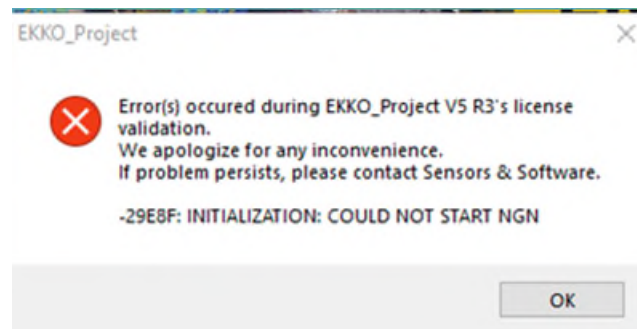 EKKO_Project
Error(s) occured during EKKO_Project V5 R3's license
validation.
We apologize for any inconvenience.
If problem persists, please contact Sensors & Software.
-29E8F: INITIALIZATION: COULD NOT START NGN
OK